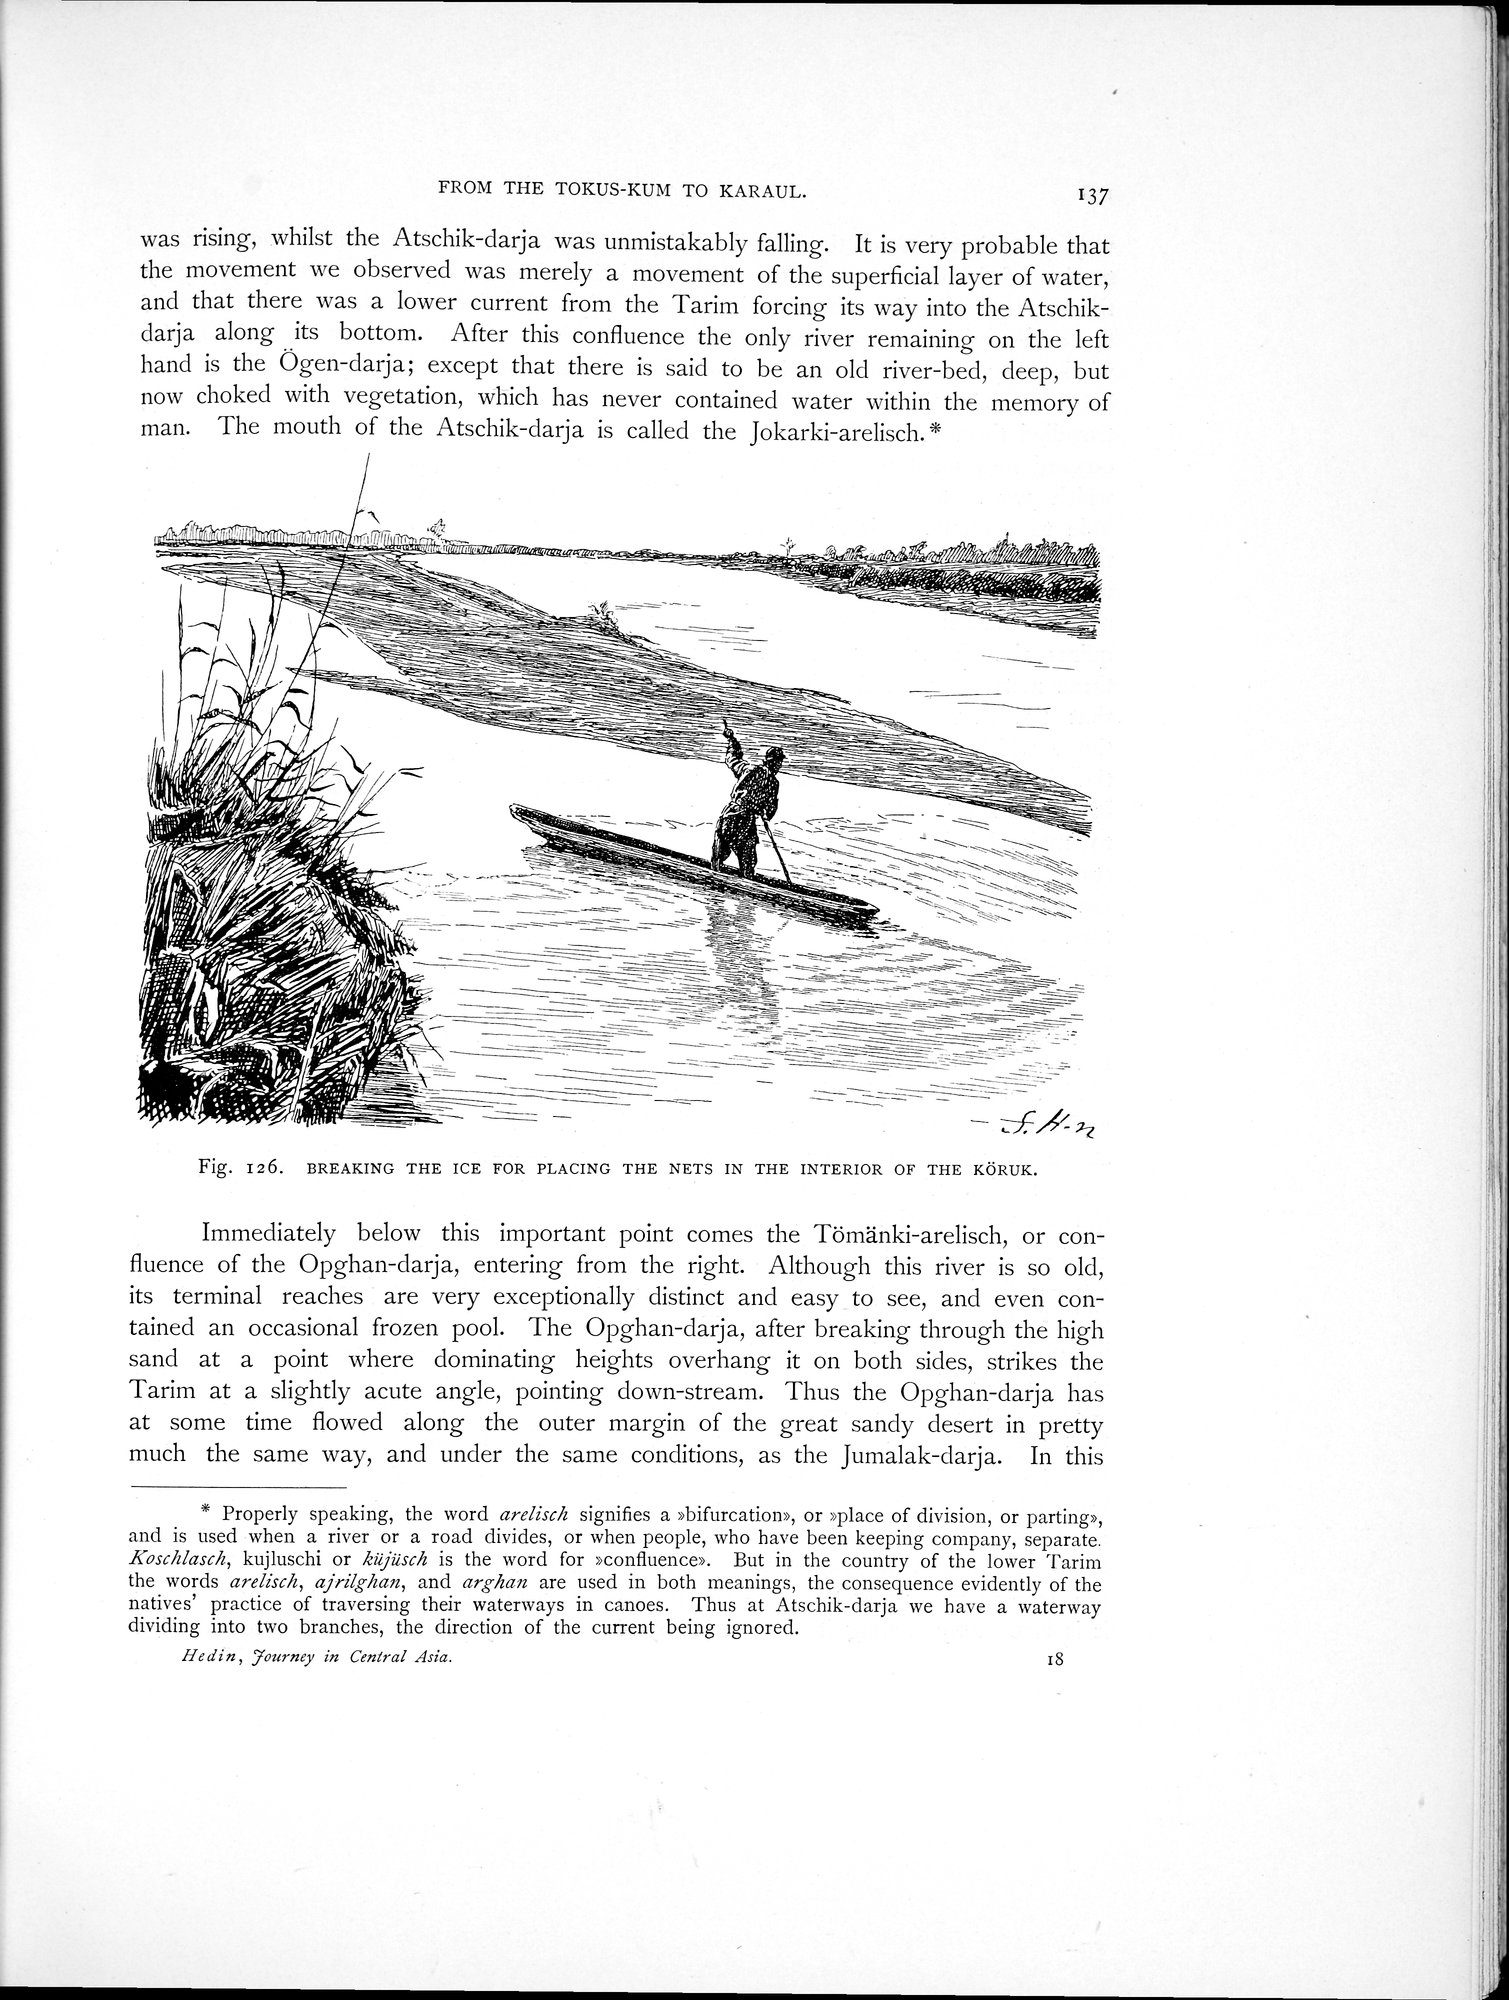 FROM THE TOKUS-KUM TO KARAUL. 137
was rising, whilst the Atschik-darja was unmistakably falling. It is very probable that
the movement we observed was merely a movement of the superficial layer of water,
and that there was a lower current from the Tarim forcing its way into the Atschik-
darja along its bottom. After this confluence the only river remaining on the left
hand is the Ögen-darja; except that there is said to be an old river-bed, deep, but
now choked with vegetation, which has never contained water within the memory of
man. The mouth of the Atschik-darja is called the Jokarki-arelisch.*
S. H-n
Fig. 126. BREAKING THE ICE FOR PLACING THE NETS IN THE INTERIOR OF THE KÖRUK.
Immediately below this important point comes the Tömänki-arelisch, or con-
fluence of the Opghan-darja, entering from the right. Although this river is so old,
its terminal reaches are very exceptionally distinct and easy to see, and even con-
tained an occasional frozen pool. The Opghan-darja, after breaking through the high
sand at a point where dominating heights overhang it on both sides, strikes the
Tarim at a slightly acute angle, pointing down-stream. Thus the Opghan-darja has
at some time flowed along the outer margin of the great sandy desert in pretty
much the same way, and under the same conditions, as the Jumalak-darja. In this
* Properly speaking, the word arelisch signifies a »bifurcation», or »place of division, or parting»,
and is used when a river or a road divides, or when people, who have been keeping company, separate.
Koschlasch, kujluschi or küjüsch is the word for »confluence». But in the country of the lower Tarim
the words arelisch, ajrilghan, and arghan are used in both meanings, the consequence evidently of the
natives' practice of traversing their waterways in canoes. Thus at Atschik-darja we have a waterway
dividing into two branches, the direction of the current being ignored.
Hedin, Journey in Central Asia. 18